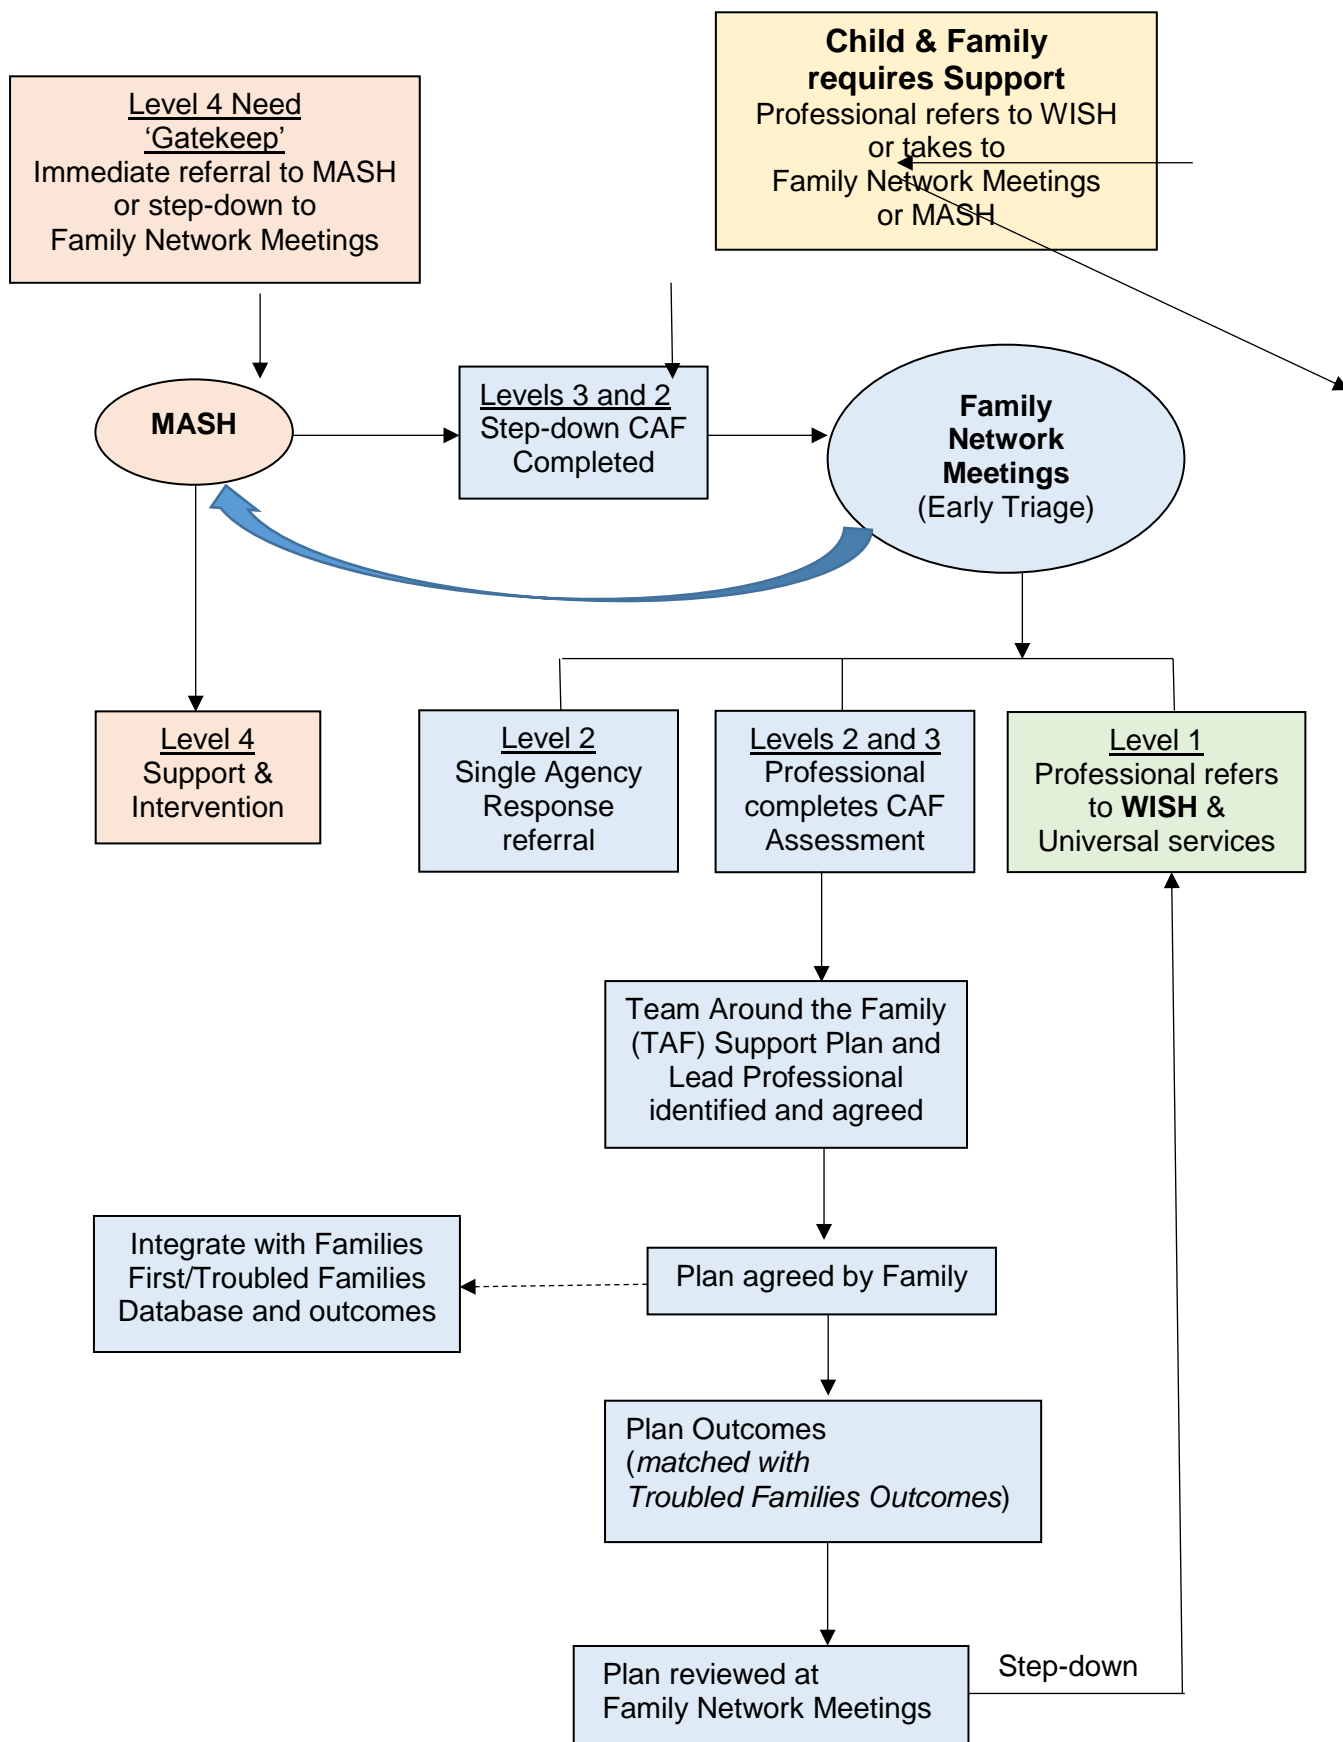 Child & Family
requires Support
Professional refers to WISH
or takes to
Family Network Meetings
or MASH
Level 4 Need
‘Gatekeep’
Immediate referral to MASH
or step-down to
Family Network Meetings
MASH
Levels 3 and 2
Step-down CAF
Completed
Family
Network
Meetings
(Early Triage)
Level 4
Support &
Intervention
Level 2
Single Agency
Response
referral
Levels 2 and 3
Professional
completes CAF
Assessment
Level 1
Professional refers
to WISH &
Universal services
Team Around the Family
(TAF) Support Plan and
Lead Professional
identified and agreed
Integrate with Families
First/Troubled Families
Database and outcomes
Plan agreed by Family
Plan Outcomes
(matched with
Troubled Families Outcomes)
Plan reviewed at
Family Network Meetings
Step-down